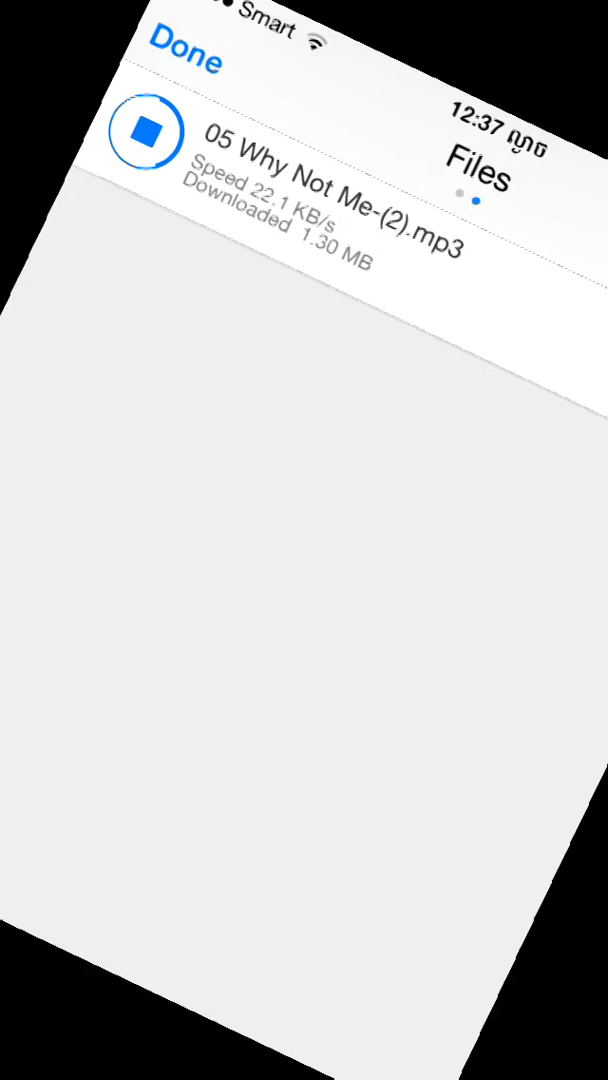 Smart
12:37 ល្ងាច
Done
Files
05 Why Not Me-(2).mp3
Speed 22.1 KB/s
Downloaded 1.30 MB